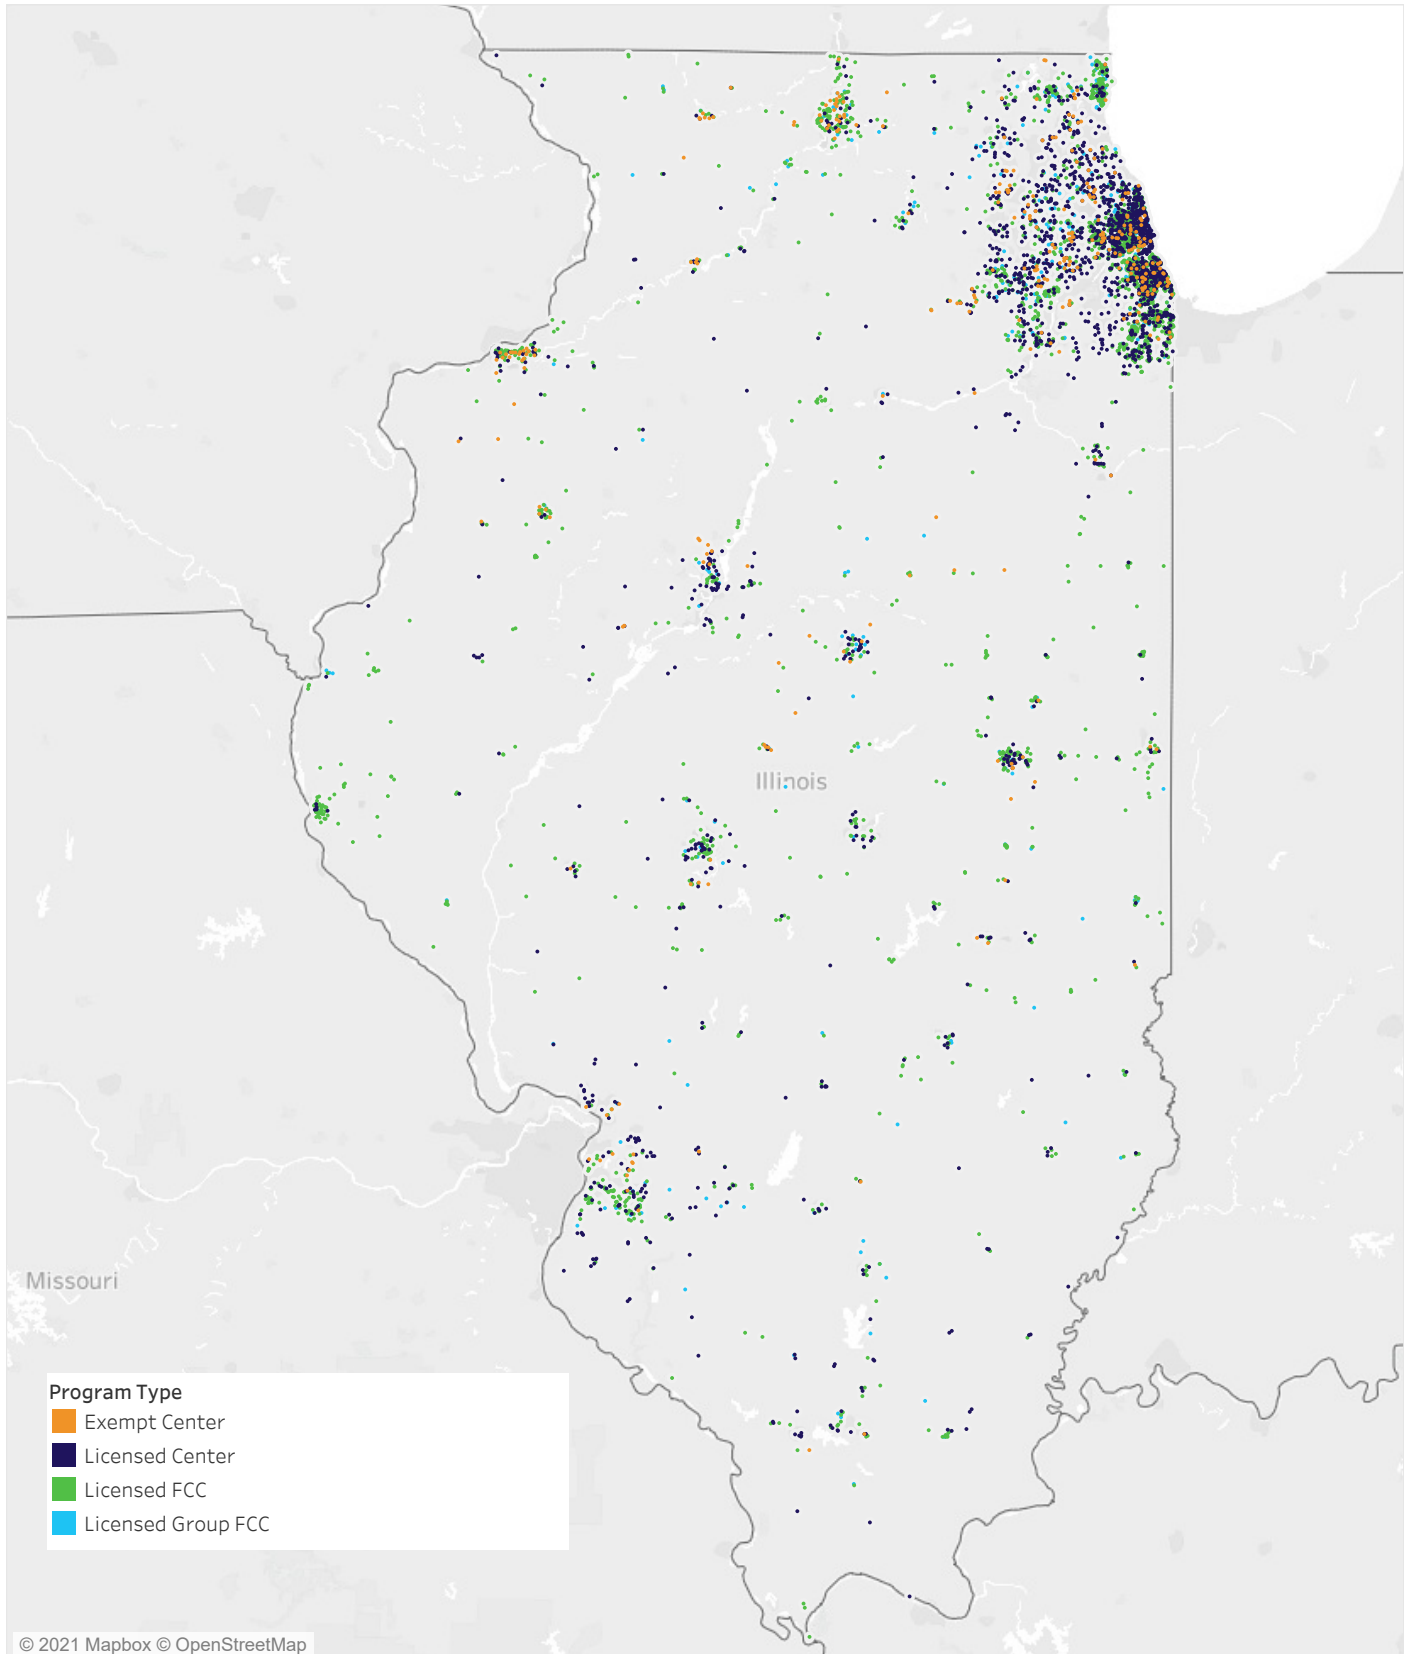 Illinois
Missouri
Program Type
Exempt Center
Licensed Center
Licensed FCC
Licensed Group FCC
© 2021 Mapbox © OpenStreetMap